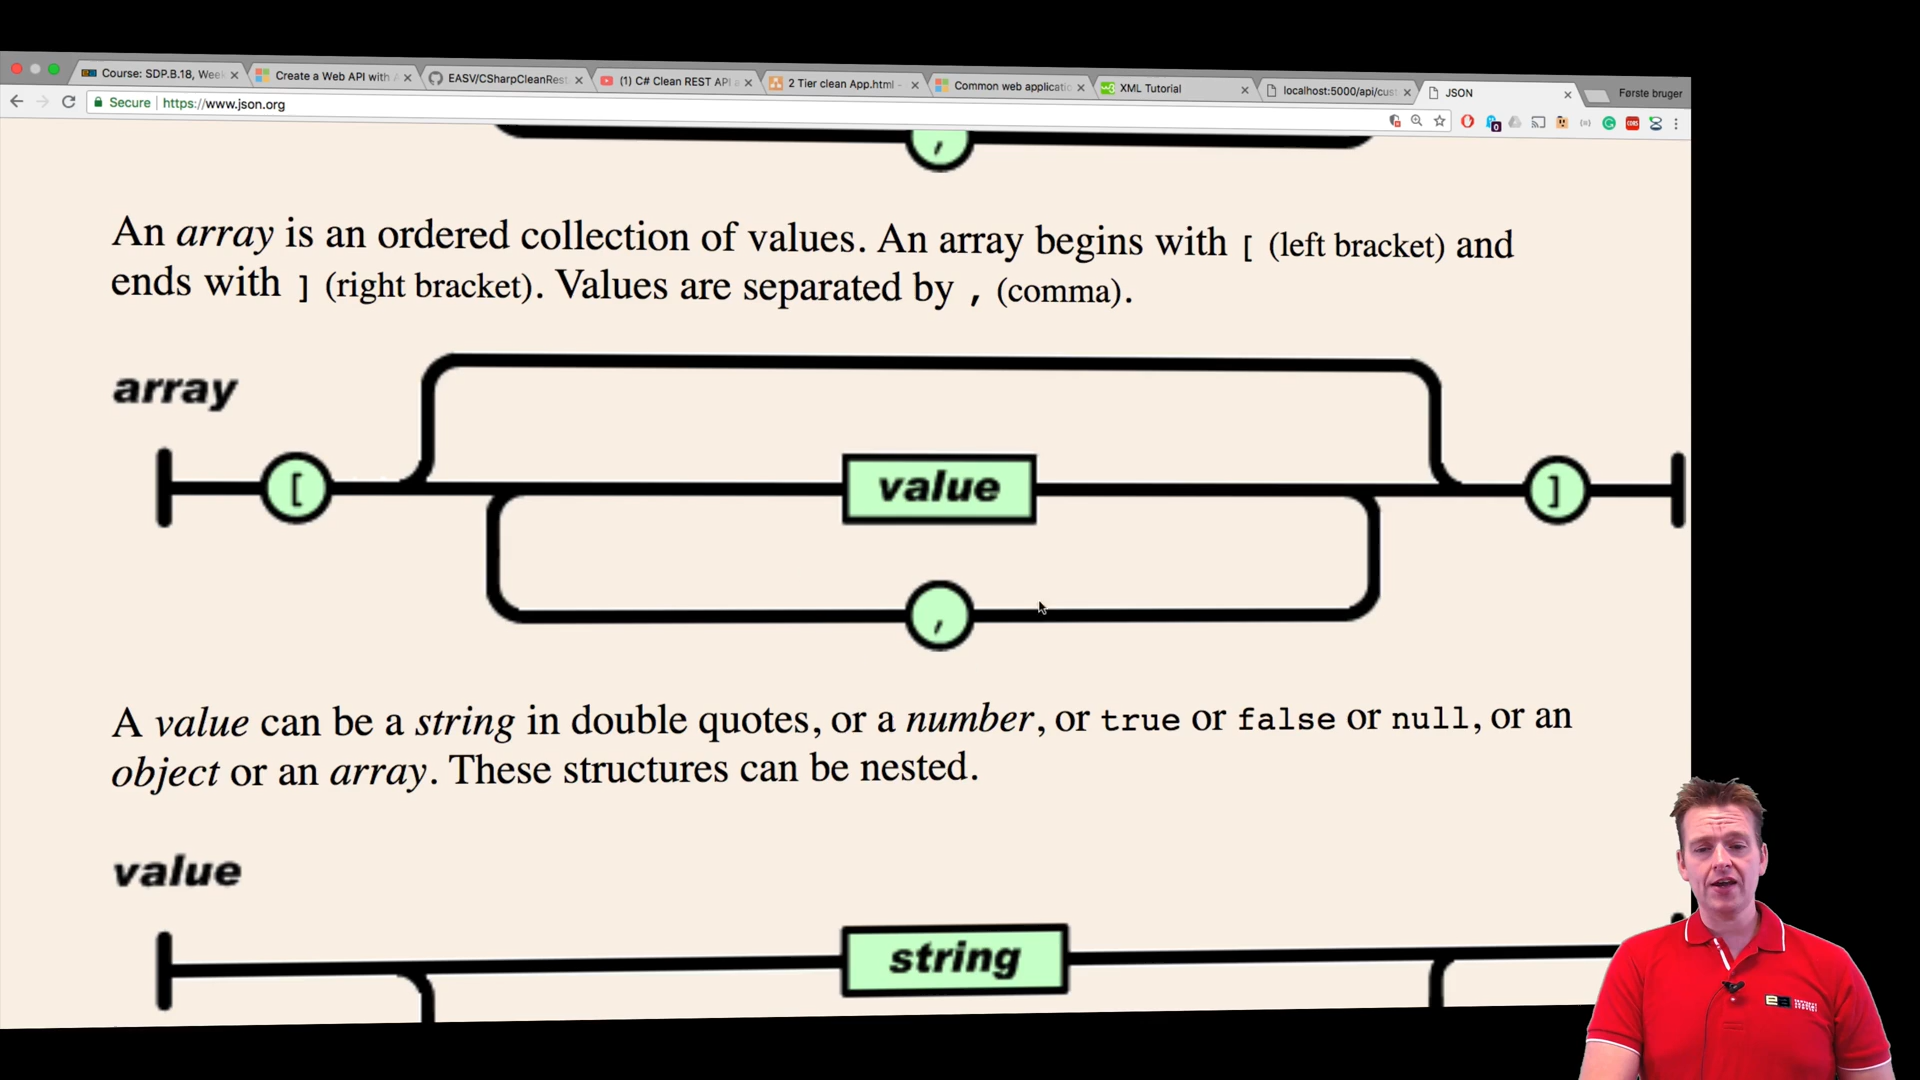 Course: SDP.B.18, Wee
Create a Web API with
EASV/CSharpCleanRest
(1) C# Clean REST API
2 Tier clean App.html -
Common web applicatio
XML Tutorial
localhost:5000/api/cust
JSON
Første bruger
Secure https://www.json.org
,
An array is an ordered collection of values. An array begins with [ (left bracket) and
ends with ] (right bracket). Values are separated by , (comma).
array
[ value ]
,
A value can be a string in double quotes, or a number, or true or false or null, or an
object or an array. These structures can be nested.
value
string